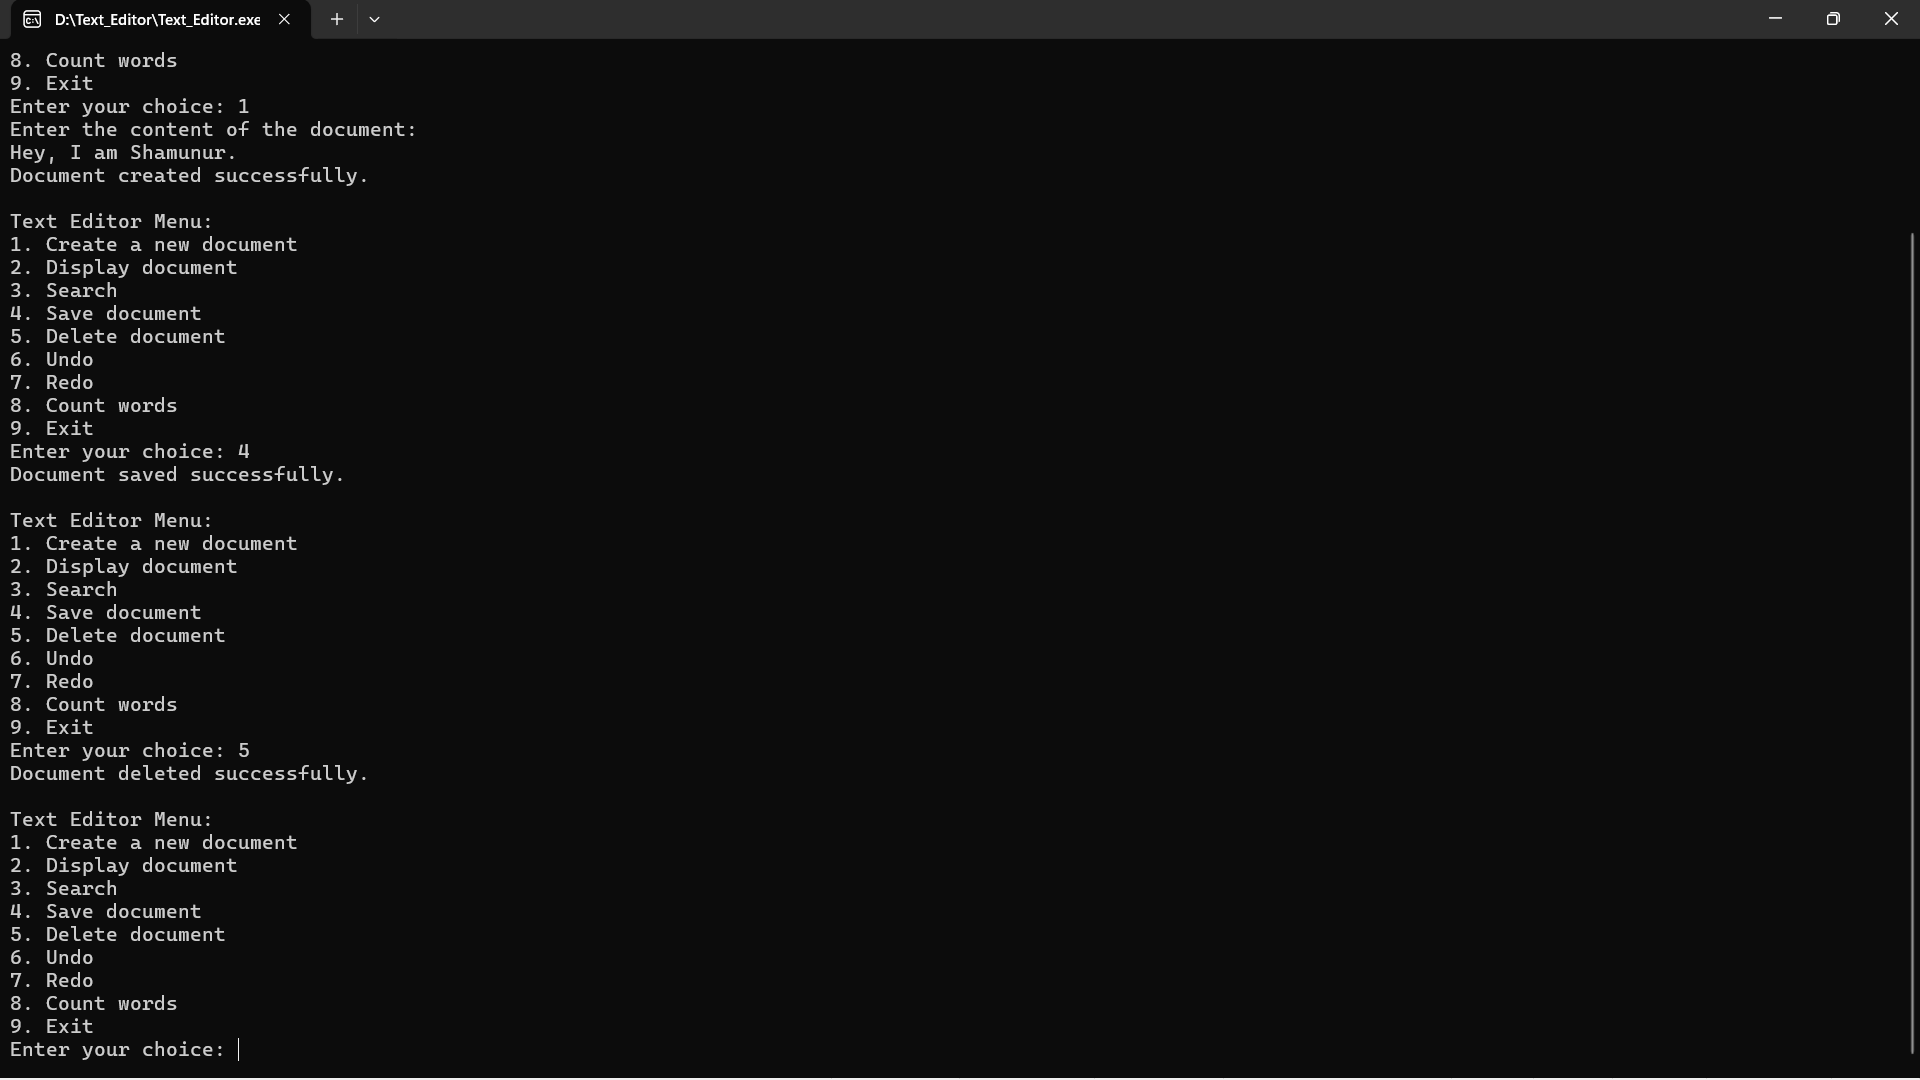 D:\Text_Editor\Text_Editor.exe
8. Count words
9. Exit
Enter your choice: 1
Enter the content of the document:
Hey, I am Shamunur.
Document created successfully.
Text Editor Menu:
1. Create a new document
2. Display document
3. Search
4. Save document
5. Delete document
6. Undo
7. Redo
8. Count words
9. Exit
Enter your choice: 4
Document saved successfully.
Text Editor Menu:
1. Create a new document
2. Display document
3. Search
4. Save document
5. Delete document
6. Undo
7. Redo
8. Count words
9. Exit
Enter your choice: 5
Document deleted successfully.
Text Editor Menu:
1. Create a new document
2. Display document
3. Search
4. Save document
5. Delete document
6. Undo
7. Redo
8. Count words
9. Exit
Enter your choice: